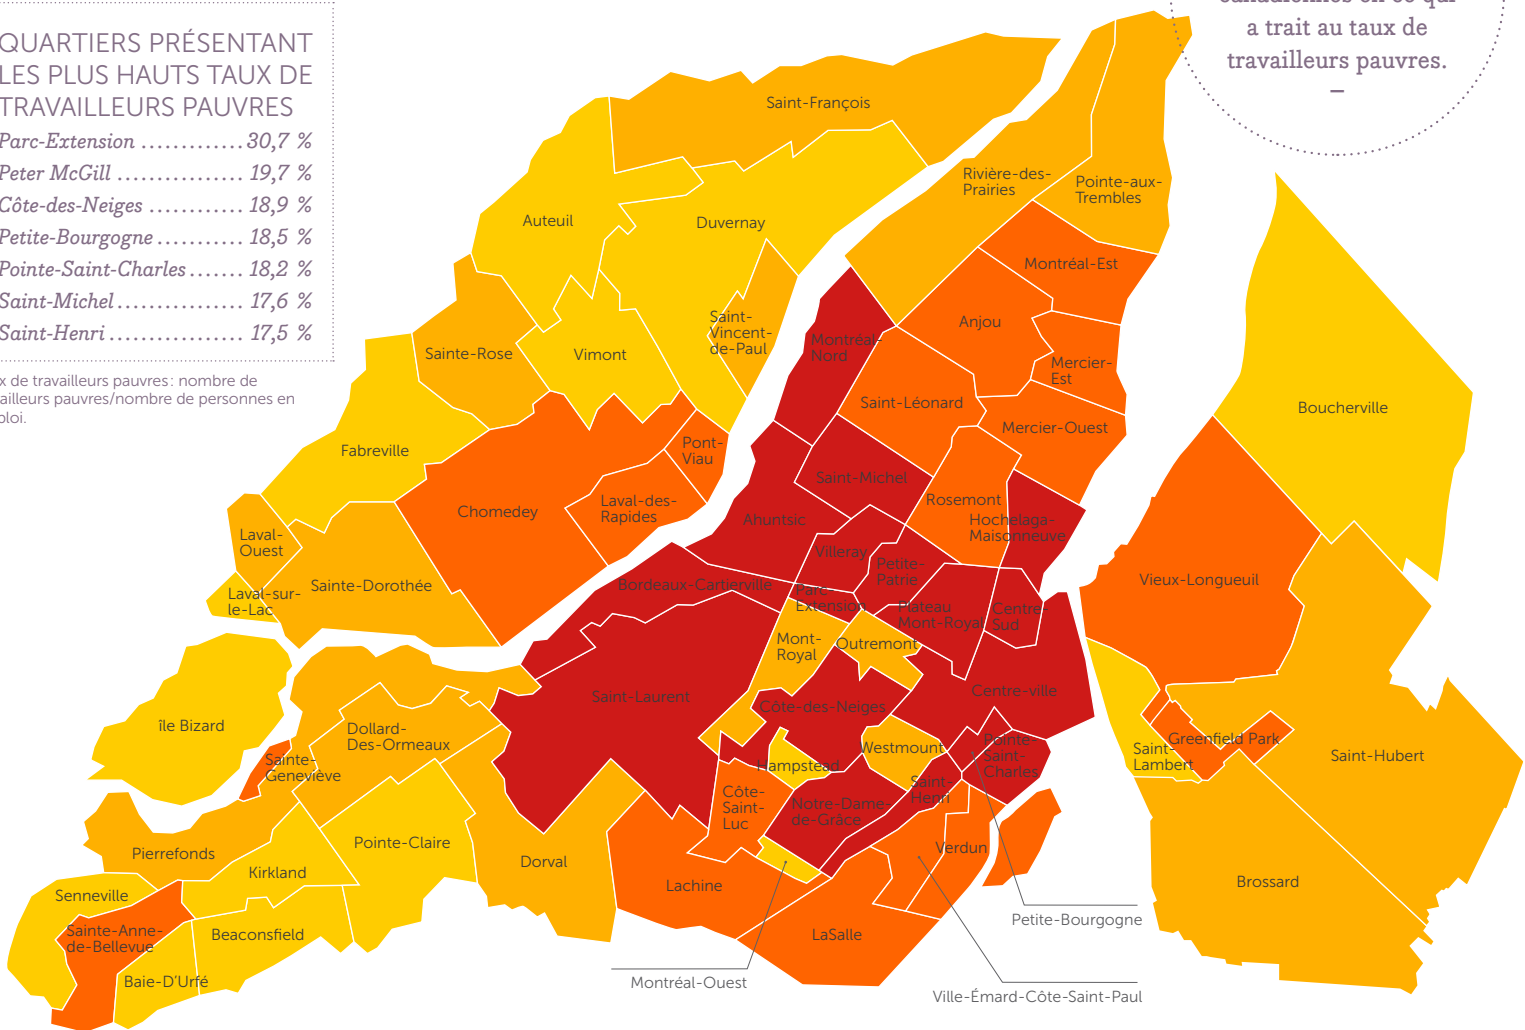 QUARTIERS PRÉSENTANT
LES PLUS HAUTS TAUX DE
TRAVAILLEURS PAUVRES
Parc-Extension ............. 30,7 %
Peter McGill ................ 19,7 %
Côte-des-Neiges ............ 18,9 %
Petite-Bourgogne ........... 18,5 %
Pointe-Saint-Charles ....... 18,2 %
Saint-Michel ................ 17,6 %
Saint-Henri ................. 17,5 %
x de travailleurs pauvres : nombre de
ailleurs pauvres/nombre de personnes en
ploi.
a trait au taux de
travailleurs pauvres.
–
Saint-François
Rivière-des-
Prairies
Pointe-aux-
Trembles
Auteuil
Duvernay
Montréal-Est
Saint-
Vincent-
de-Paul
Anjou
Sainte-Rose
Vimont
Montréal-
Nord
Mercier-
Est
Saint-Léonard
Boucherville
Mercier-Ouest
Fabreville
Pont-
Viau
Saint-Michel
Chomedey
Laval-des-
Rapides
Rosemont
Ahuntsic
Hochelaga-
Maisonneuve
Laval-
Ouest
Villeray
Petite-
Patrie
Vieux-Longueuil
Sainte-Dorothée
Bordeaux-Cartierville
Laval-sur-
le-Lac
Parc-
Extension
Plateau
Mont-Royal
Centre-
Sud
Mont-
Royal
Outremont
Saint-Laurent
Centre-ville
Côte-des-Neiges
île Bizard
Dollard-
Des-Ormeaux
Westmount
Pointe-
Saint-
Charles
Greenfield Park
Saint-
Lambert
Saint-Hubert
Sainte-
Geneviève
Hampstead
Saint-
Henri
Côte-
Saint-
Luc
Notre-Dame-
de-Grâce
Pierrefonds
Pointe-Claire
Verdun
Dorval
Kirkland
Lachine
Brossard
Senneville
Petite-Bourgogne
Sainte-Anne-
de-Bellevue
Beaconsfield
LaSalle
Baie-D'Urfé
Montréal-Ouest
Ville-Émard-Côte-Saint-Paul